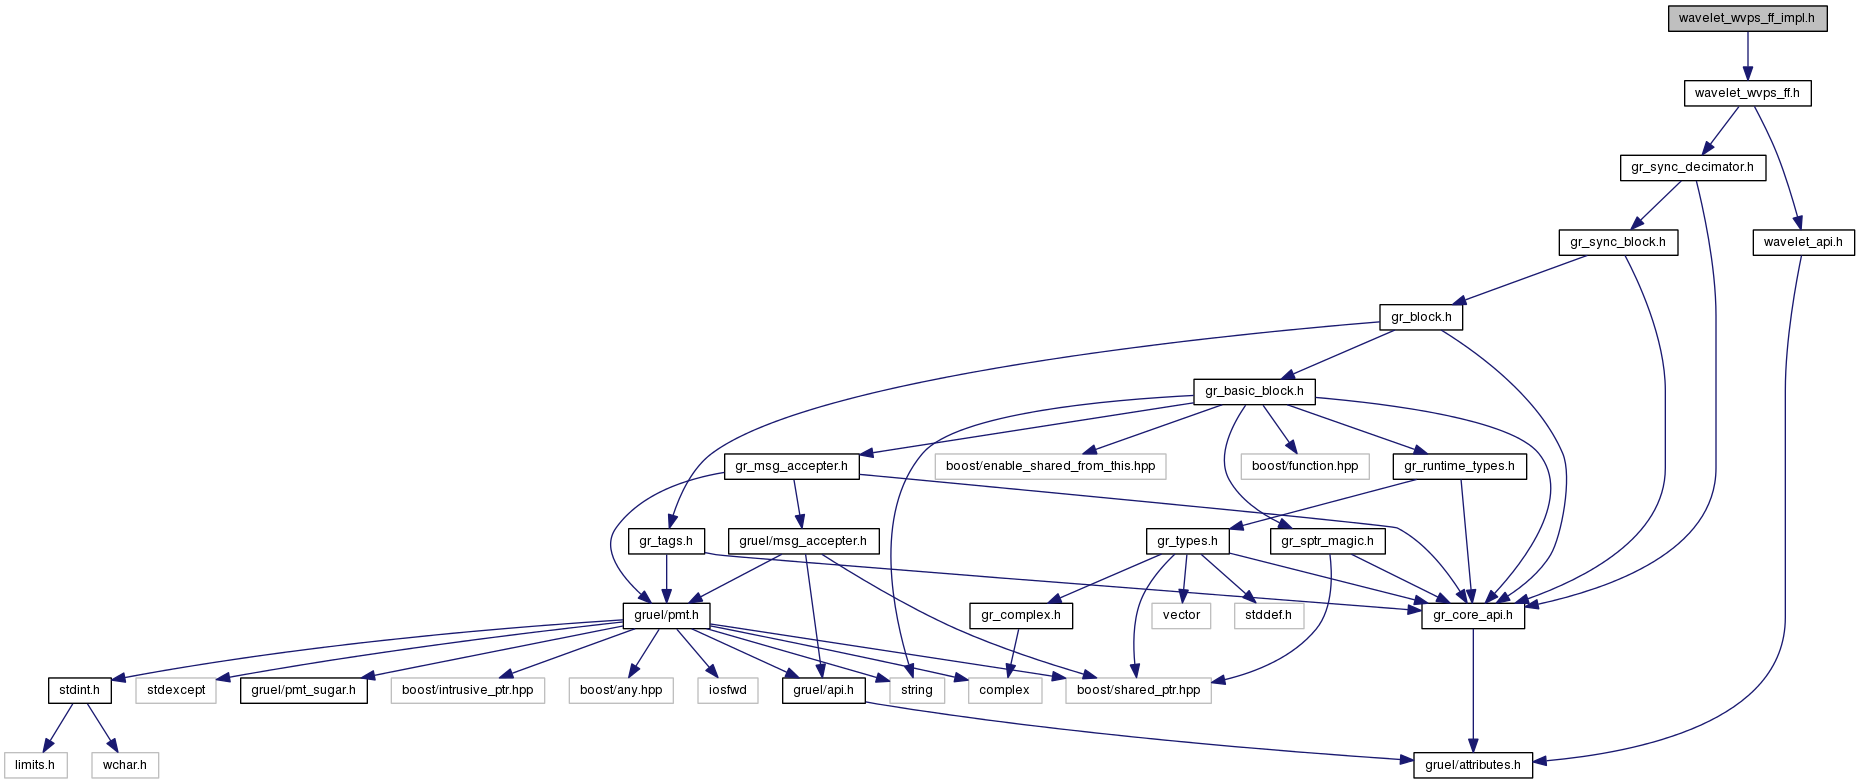 wavelet_wvps_ff_impl.h
wavelet_wvps_ff.h
gr_sync_decimator.h
gr_sync_block.h
wavelet_api.h
gr_block.h
gr_basic_block.h
gr_msg_accepter.h
boost/enable_shared_from_this.hpp
boost/function.hpp
gr_runtime_types.h
gr_tags.h
gruel/msg_accepter.h
gr_types.h
gr_sptr_magic.h
gruel/pmt.h
gr_complex.h
vector
stddef.h
gr_core_api.h
stdint.h
stdexcept
gruel/pmt_sugar.h
boost/intrusive_ptr.hpp
boost/any.hpp
iosfwd
gruel/api.h
string
complex
boost/shared_ptr.hpp
limits.h
wchar.h
gruel/attributes.h